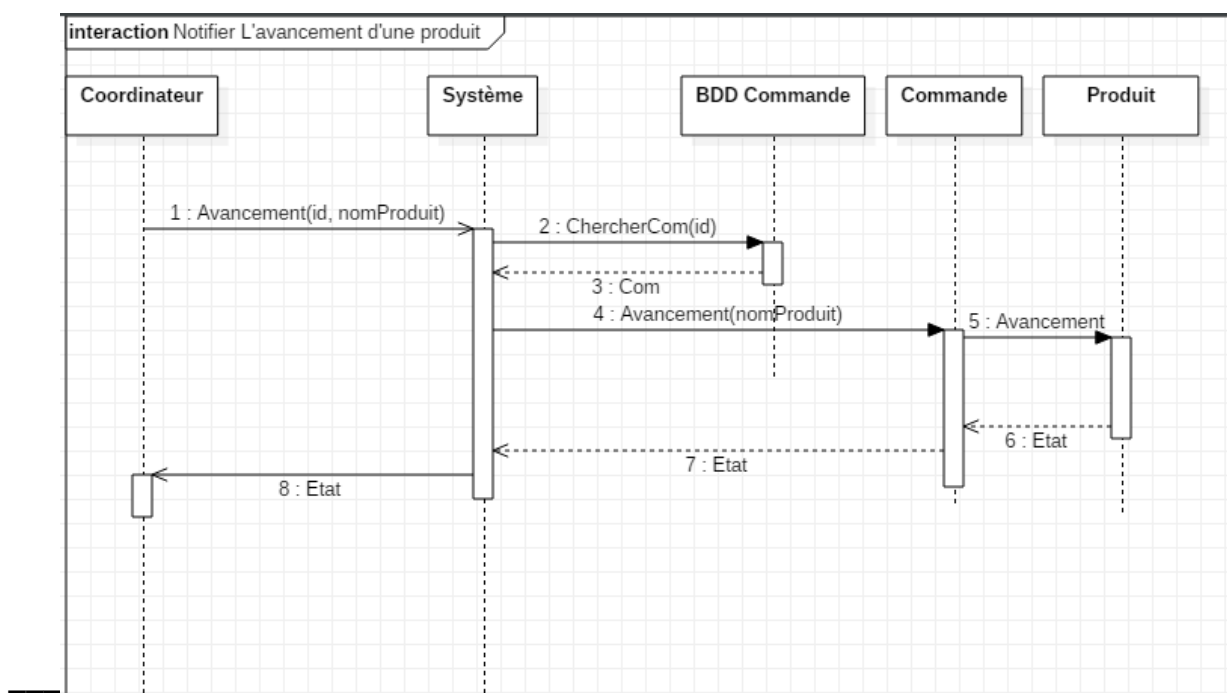 interaction Notifier L'avancement d'une produit
Coordinateur
Système
BDD Commande
Commande
Produit
1 : Avancement(id, nomProduit)
2 : ChercherCom(id)
3 : Com
4 : Avancement(nomProduit)
5 : Avancement
6 : Etat
7 : Etat
8 : Etat